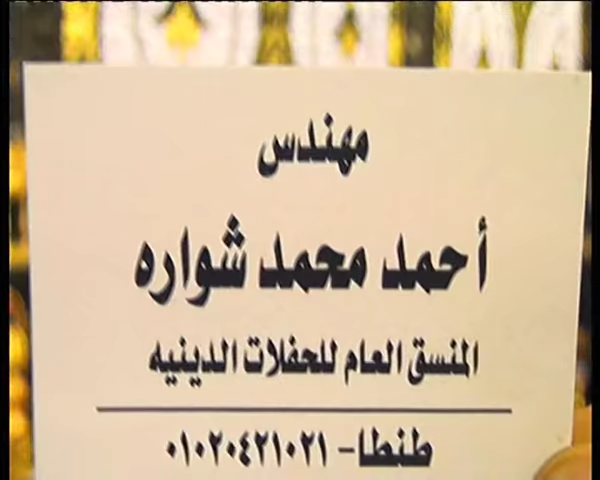 مهندس
أحمد محمد شواره
المنسق العام للحفلات الدينيه
طنطا - ٠١٠٢٠٤٢١٠٢١